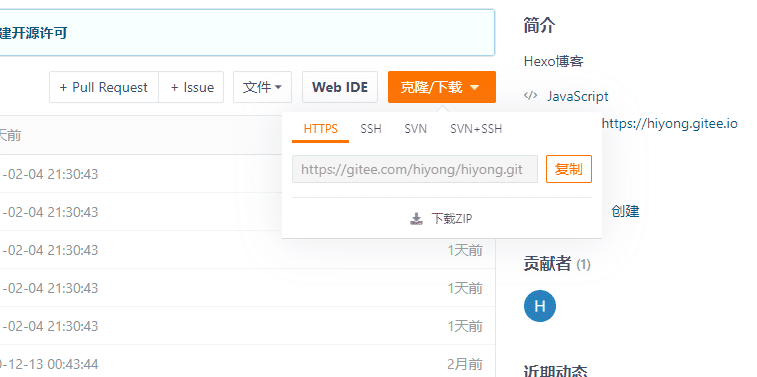 建开源许可
+ Pull Request
+ Issue
文件
Web IDE
克隆/下载
天前
HTTPS
SSH
SVN
SVN+SSH
https://gitee.com/hiyong/hiyong.git
复制
下载ZIP
-02-04 21:30:43
-02-04 21:30:43
-02-04 21:30:43
1天前
-02-04 21:30:43
1天前
-02-04 21:30:43
1天前
0-12-13 00:43:44
2月前
简介
Hexo博客
</> JavaScript
https://hiyong.gitee.io
创建
贡献者 (1)
H
近期动态